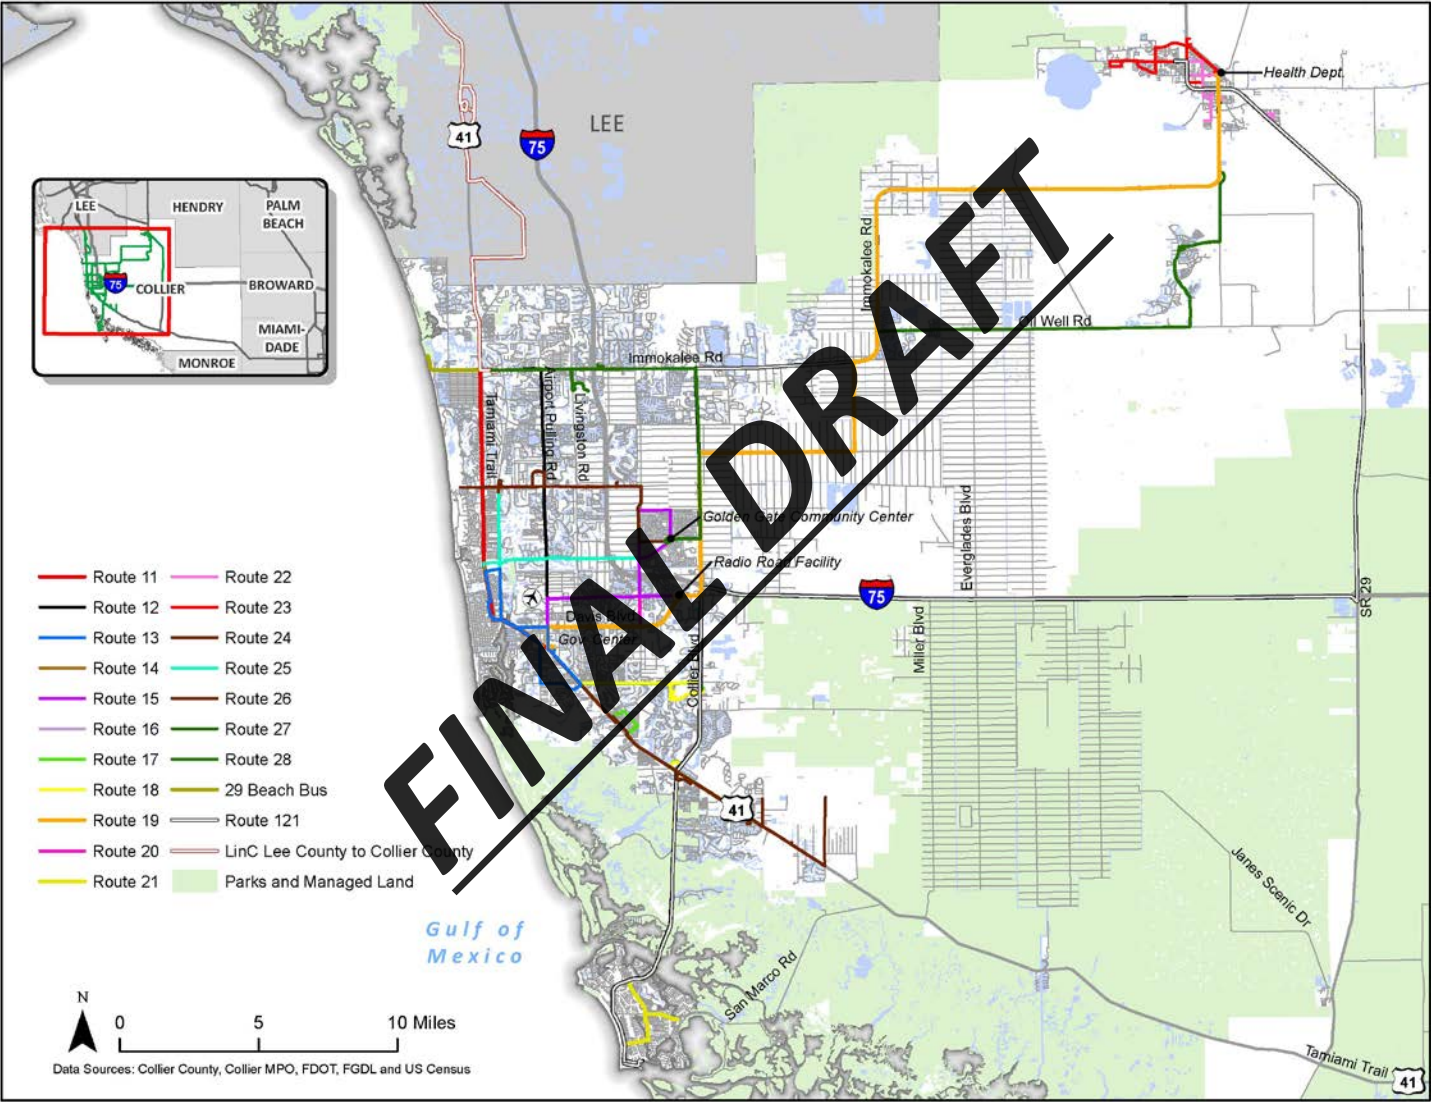 41
75
LEE
Health Dept.
LEE
HENDRY
PALM
BEACH
75
COLLIER
BROWARD
MIAMI-
DADE
MONROE
Immokalee Rd
Oil Well Rd
Immokalee Rd
Tamiami Trail
Airport Pulling Rd
Livingston Rd
Golden Gate Community Center
Everglades Blvd
Radio Road Facility
75
SR 29
Davis Blvd
Gov. Center
Miller Blvd
Collier Blvd
FINAL DRAFT
Route 11
Route 12
Route 13
Route 14
Route 15
Route 16
Route 17
Route 18
Route 19
Route 20
Route 21
Route 22
Route 23
Route 24
Route 25
Route 26
Route 27
Route 28
29 Beach Bus
Route 121
LinC Lee County to Collier County
Parks and Managed Land
41
Janes Scenic Dr
Gulf of
Mexico
San Marco Rd
N
0 5 10 Miles
Data Sources: Collier County, Collier MPO, FDOT, FGDL and US Census
Tamiami Trail
41